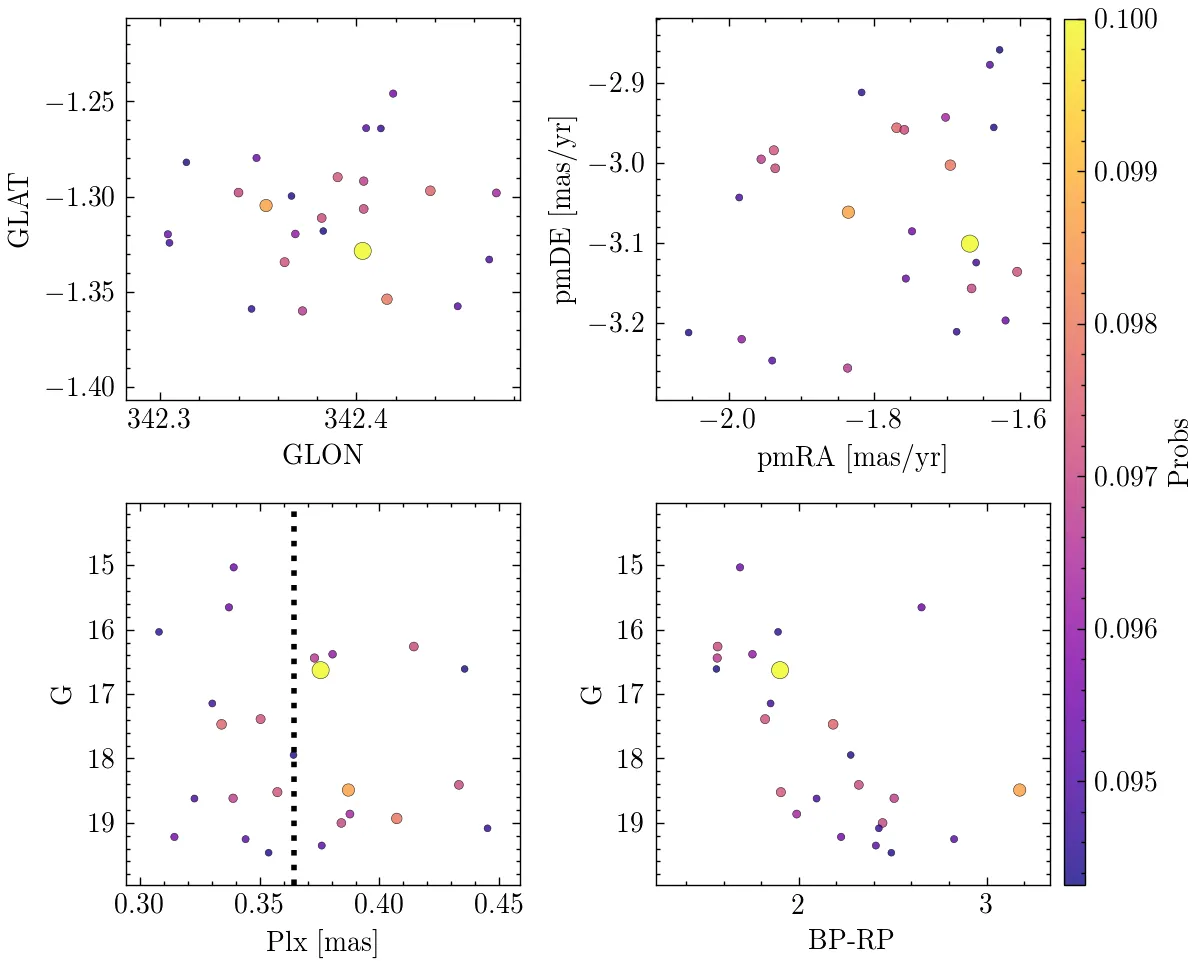 GLAT
−1.25
−1.30
−1.35
−1.40
342.3 342.4
GLON
pmDE [mas/yr]
−2.9
−3.0
−3.1
−3.2
−2.0 −1.8 −1.6
pmRA [mas/yr]
G
15
16
17
18
19
0.30 0.35 0.40 0.45
Plx [mas]
G
15
16
17
18
19
2 3
BP-RP
0.100
0.099
0.098
0.097
0.096
0.095
Probs